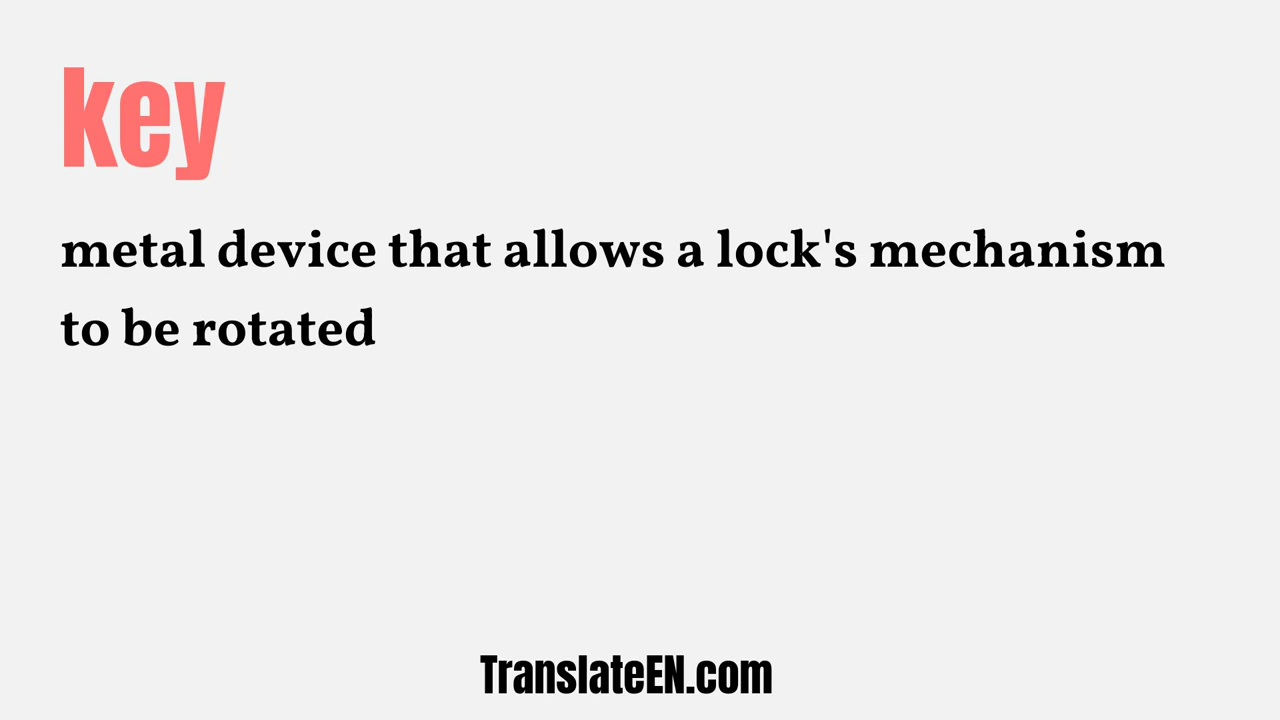 key
metal device that allows a lock's mechanism
to be rotated
TranslateEN.com